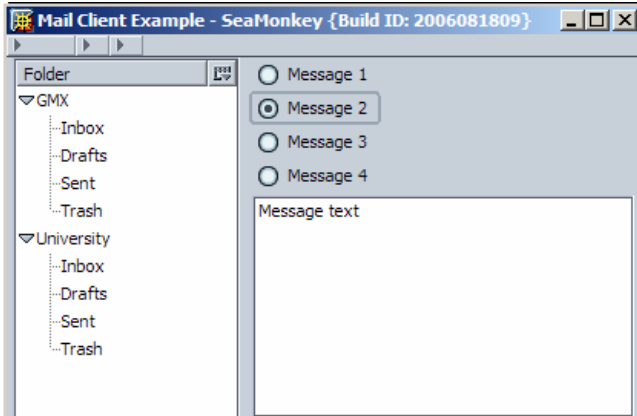 Mail Client Example - SeaMonkey {Build ID: 2006081809}
Folder
GMX
Inbox
Drafts
Sent
Trash
University
Inbox
Drafts
Sent
Trash
Message 1
Message 2
Message 3
Message 4
Message text